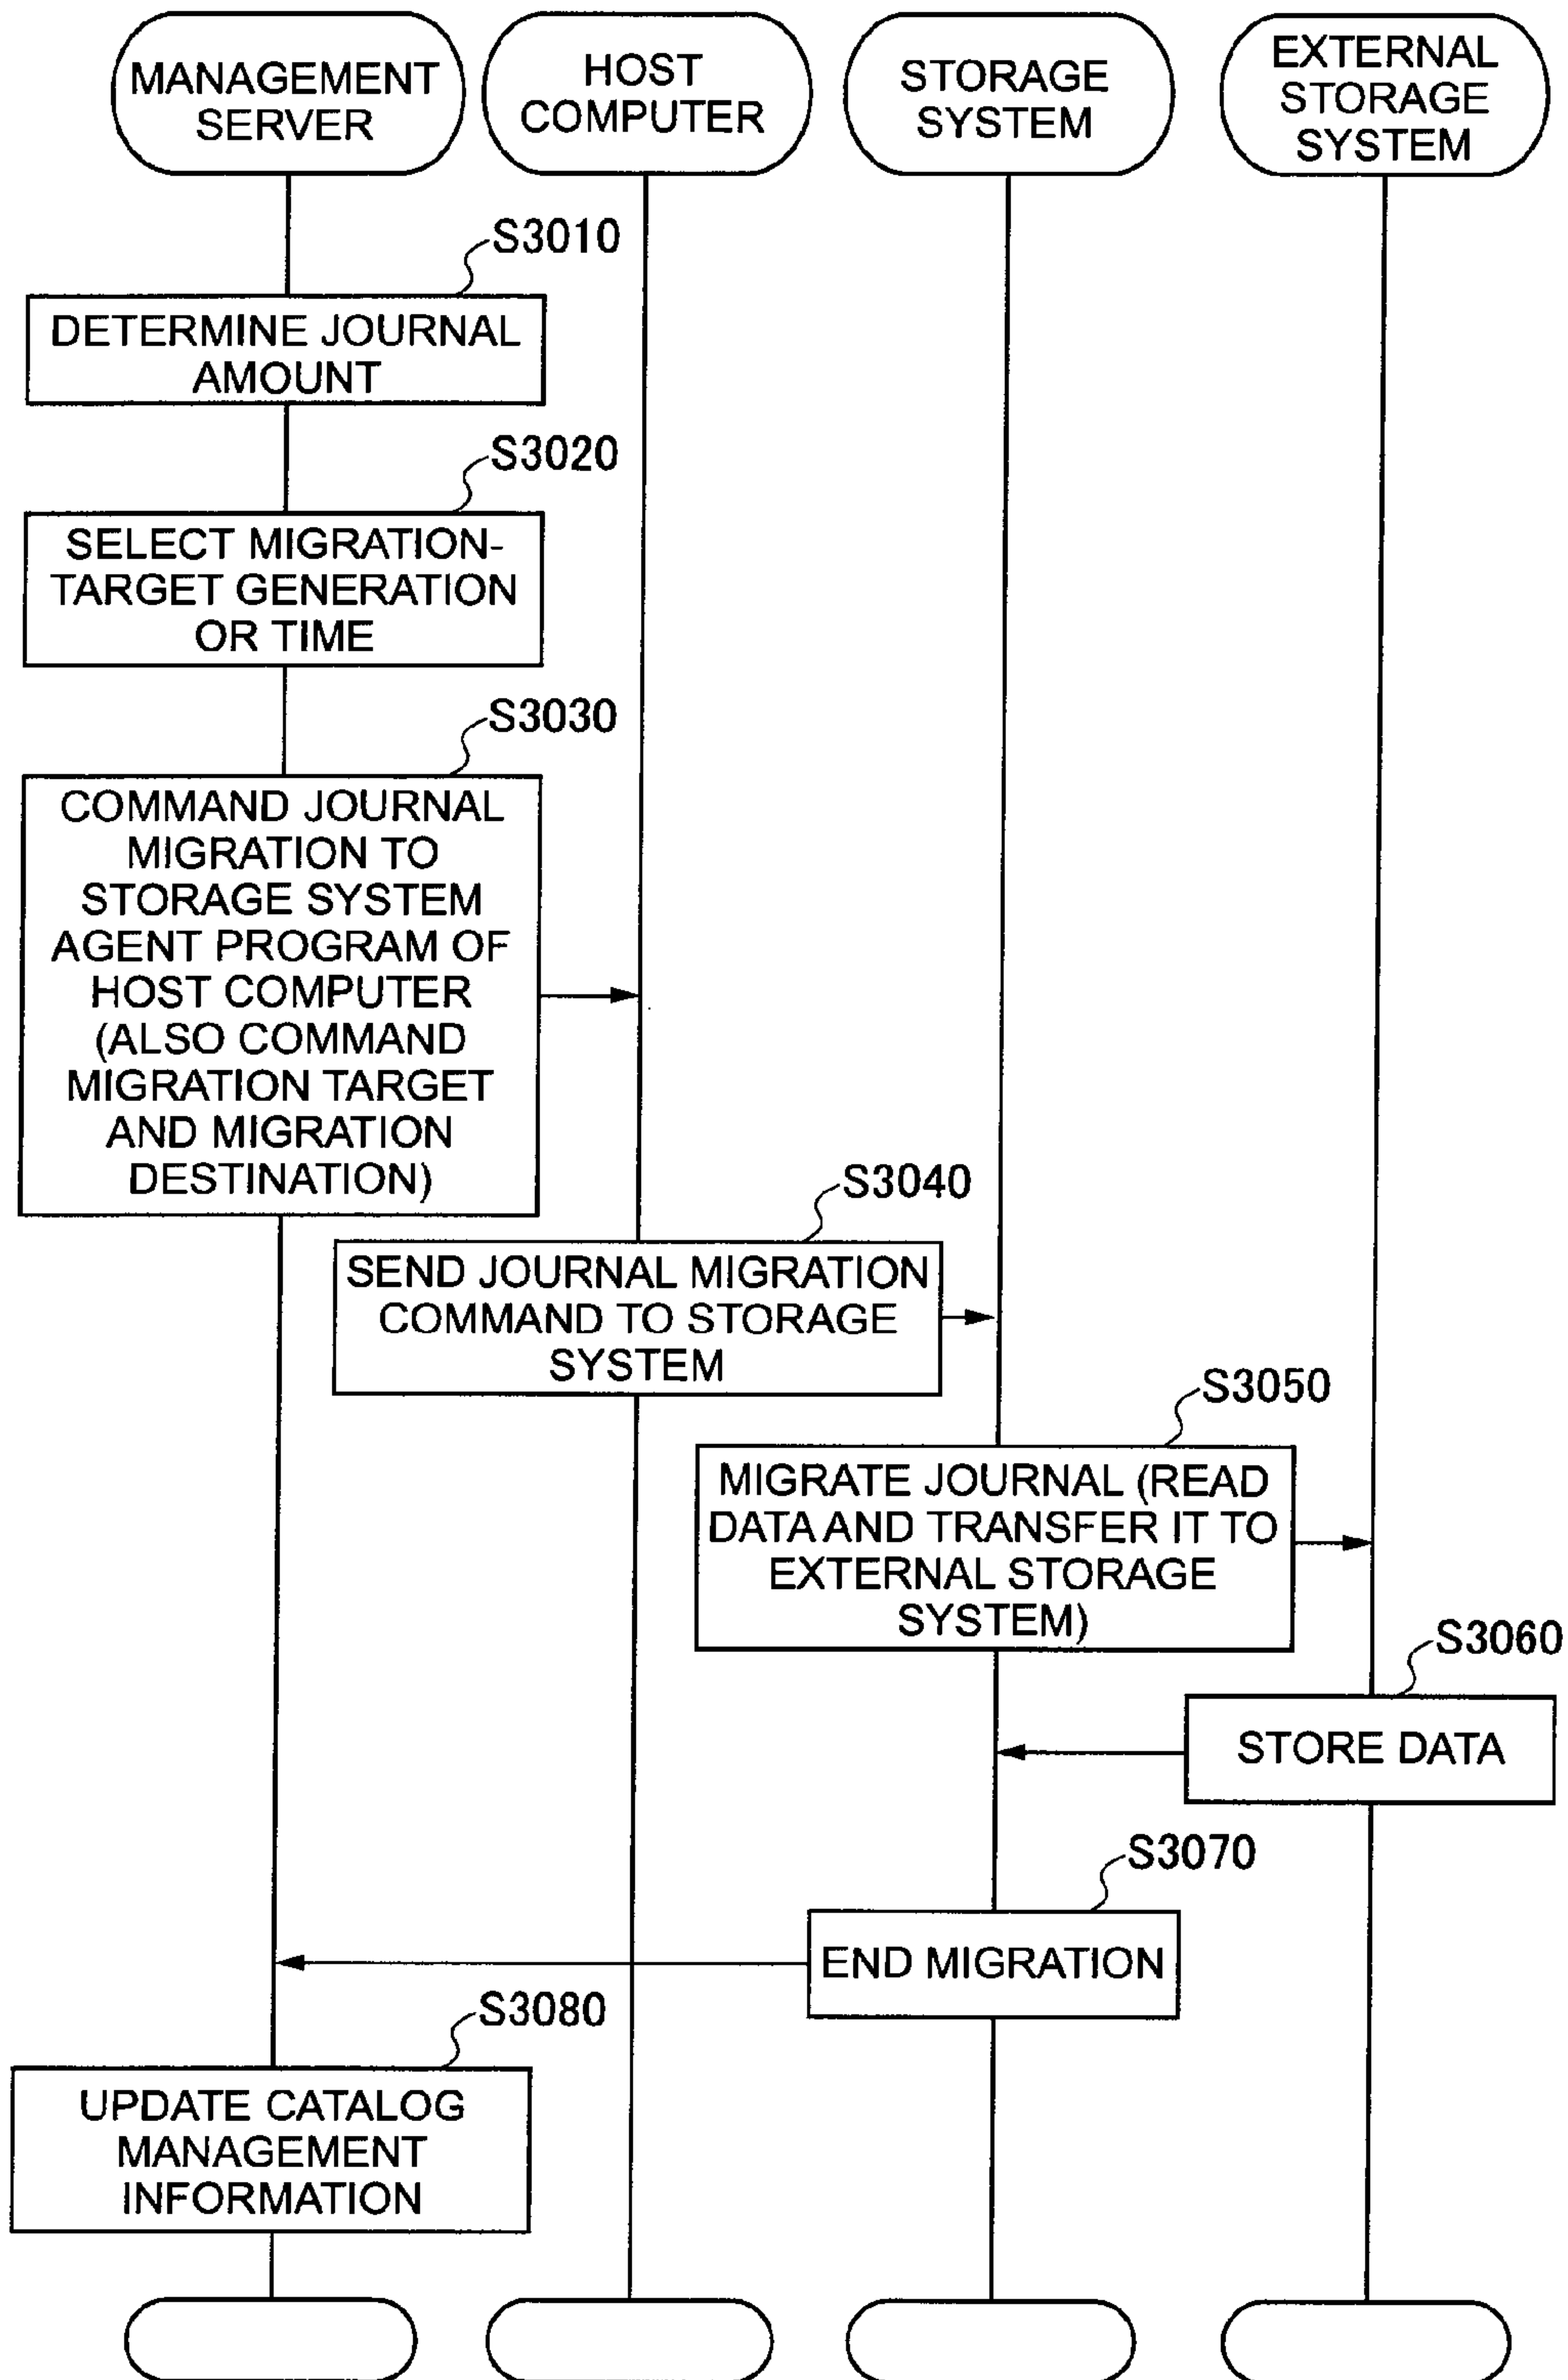 MANAGEMENT
SERVER
HOST
COMPUTER
STORAGE
SYSTEM
EXTERNAL
STORAGE
SYSTEM
S3010
DETERMINE JOURNAL
AMOUNT
S3020
SELECT MIGRATION-
TARGET GENERATION
OR TIME
S3030
COMMAND JOURNAL
MIGRATION TO
STORAGE SYSTEM
AGENT PROGRAM OF
HOST COMPUTER
(ALSO COMMAND
MIGRATION TARGET
AND MIGRATION
DESTINATION)
S3040
SEND JOURNAL MIGRATION
COMMAND TO STORAGE
SYSTEM
S3050
MIGRATE JOURNAL (READ
DATA AND TRANSFER IT TO
EXTERNAL STORAGE
SYSTEM)
S3060
STORE DATA
S3070
END MIGRATION
S3080
UPDATE CATALOG
MANAGEMENT
INFORMATION